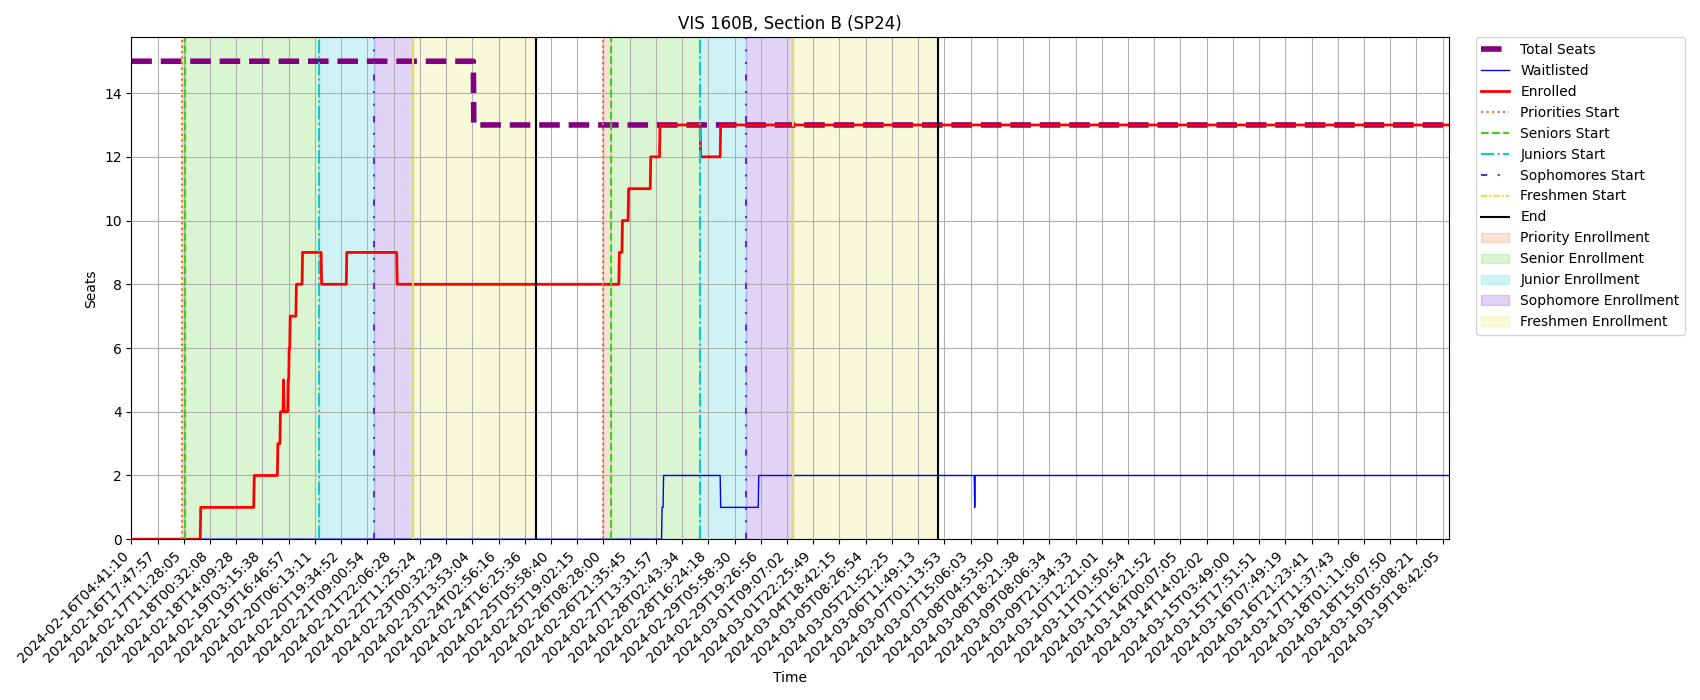 VIS 160B, Section B (SP24)
Total Seats
Waitlisted
Enrolled
Priorities Start
Seniors Start
Juniors Start
Sophomores Start
Freshmen Start
End
Priority Enrollment
Senior Enrollment
Junior Enrollment
Sophomore Enrollment
Freshmen Enrollment
Seats
14
12
10
8
6
4
2
0
2024-02-16T04:41:10
2024-02-16T17:47:57
2024-02-17T11:28:05
2024-02-18T00:32:08
2024-02-18T14:09:28
2024-02-19T03:15:38
2024-02-19T16:46:57
2024-02-20T06:13:11
2024-02-20T19:34:52
2024-02-21T09:00:54
2024-02-21T22:06:28
2024-02-22T11:25:24
2024-02-23T00:32:29
2024-02-23T13:53:04
2024-02-24T02:56:16
2024-02-24T16:25:36
2024-02-25T05:58:40
2024-02-25T19:02:15
2024-02-26T08:28:00
2024-02-26T21:35:45
2024-02-27T13:31:57
2024-02-28T02:43:34
2024-02-28T16:24:18
2024-02-29T05:58:30
2024-02-29T19:26:56
2024-03-01T09:07:02
2024-03-01T22:25:49
2024-03-04T18:42:15
2024-03-05T08:26:54
2024-03-05T21:52:25
2024-03-06T11:49:13
2024-03-07T01:13:53
2024-03-07T15:06:03
2024-03-08T04:53:50
2024-03-08T18:21:38
2024-03-09T08:06:34
2024-03-09T21:34:33
2024-03-10T12:21:01
2024-03-11T01:50:54
2024-03-11T16:21:52
2024-03-14T00:07:05
2024-03-14T14:02:02
2024-03-15T03:49:00
2024-03-15T17:51:51
2024-03-16T07:49:19
2024-03-16T21:23:41
2024-03-17T11:37:43
2024-03-18T01:11:06
2024-03-18T15:07:50
2024-03-19T05:08:21
2024-03-19T18:42:05
Time